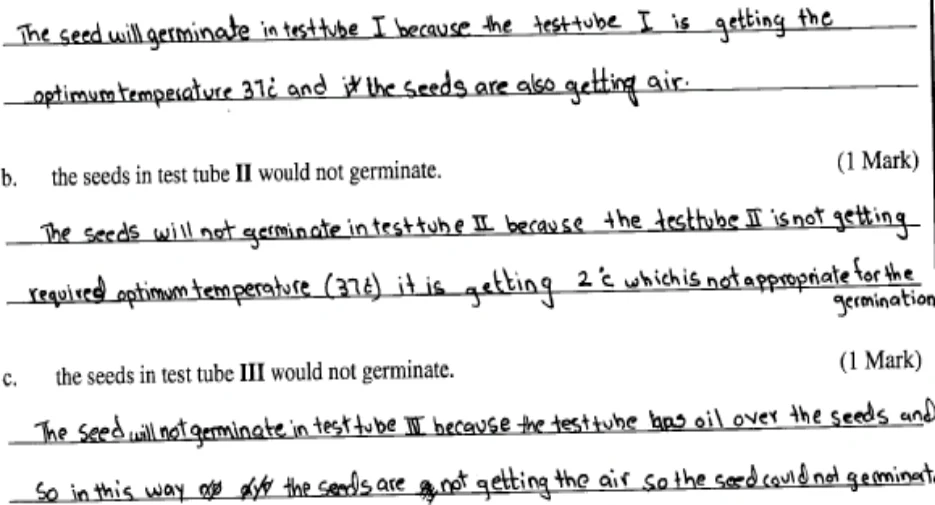 The seed will germinate in testtube I because the testtube I is getting the
optimum temperature 37c and the seeds are also getting air.
b. the seeds in test tube II would not germinate. (1 Mark)
The seeds will not germinate in testtube II because the testtube II is not getting
required optimum temperature (37c) it is getting 2°c which is not appropriate for the
germination
c. the seeds in test tube III would not germinate. (1 Mark)
The seed will not germinate in testtube III because the testtube has oil over the seeds and
so in this way the seeds are not getting the air so the seed could not germinat.